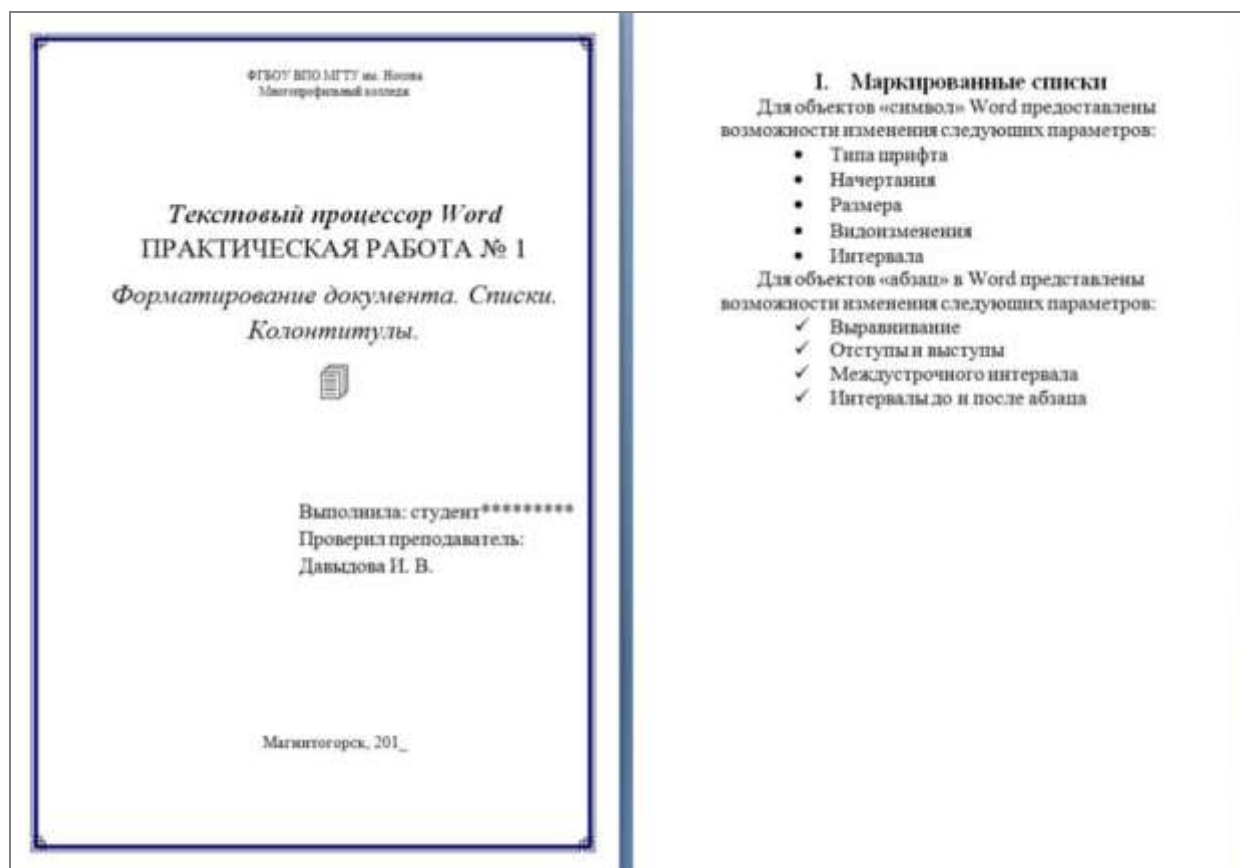 ФГБОУ ВПО МГТУ им. Носова
Многопрофильный колледж
Текстовый процессор Word
ПРАКТИЧЕСКАЯ РАБОТА № 1
Форматирование документа. Списки.
Колонтитулы.
Выполнила: студент*********
Проверил преподаватель:
Давыдова И. В.
Магнитогорск, 201_
I. Маркированные списки
Для объектов «символ» Word предоставлены
возможности изменения следующих параметров:
• Типа шрифта
• Начертания
• Размера
• Видоизменения
• Интервала
Для объектов «абзац» в Word представлены
возможности изменения следующих параметров:
✓ Выравнивание
✓ Отступы и выступы
✓ Междустрочного интервала
✓ Интервалы до и после абзаца